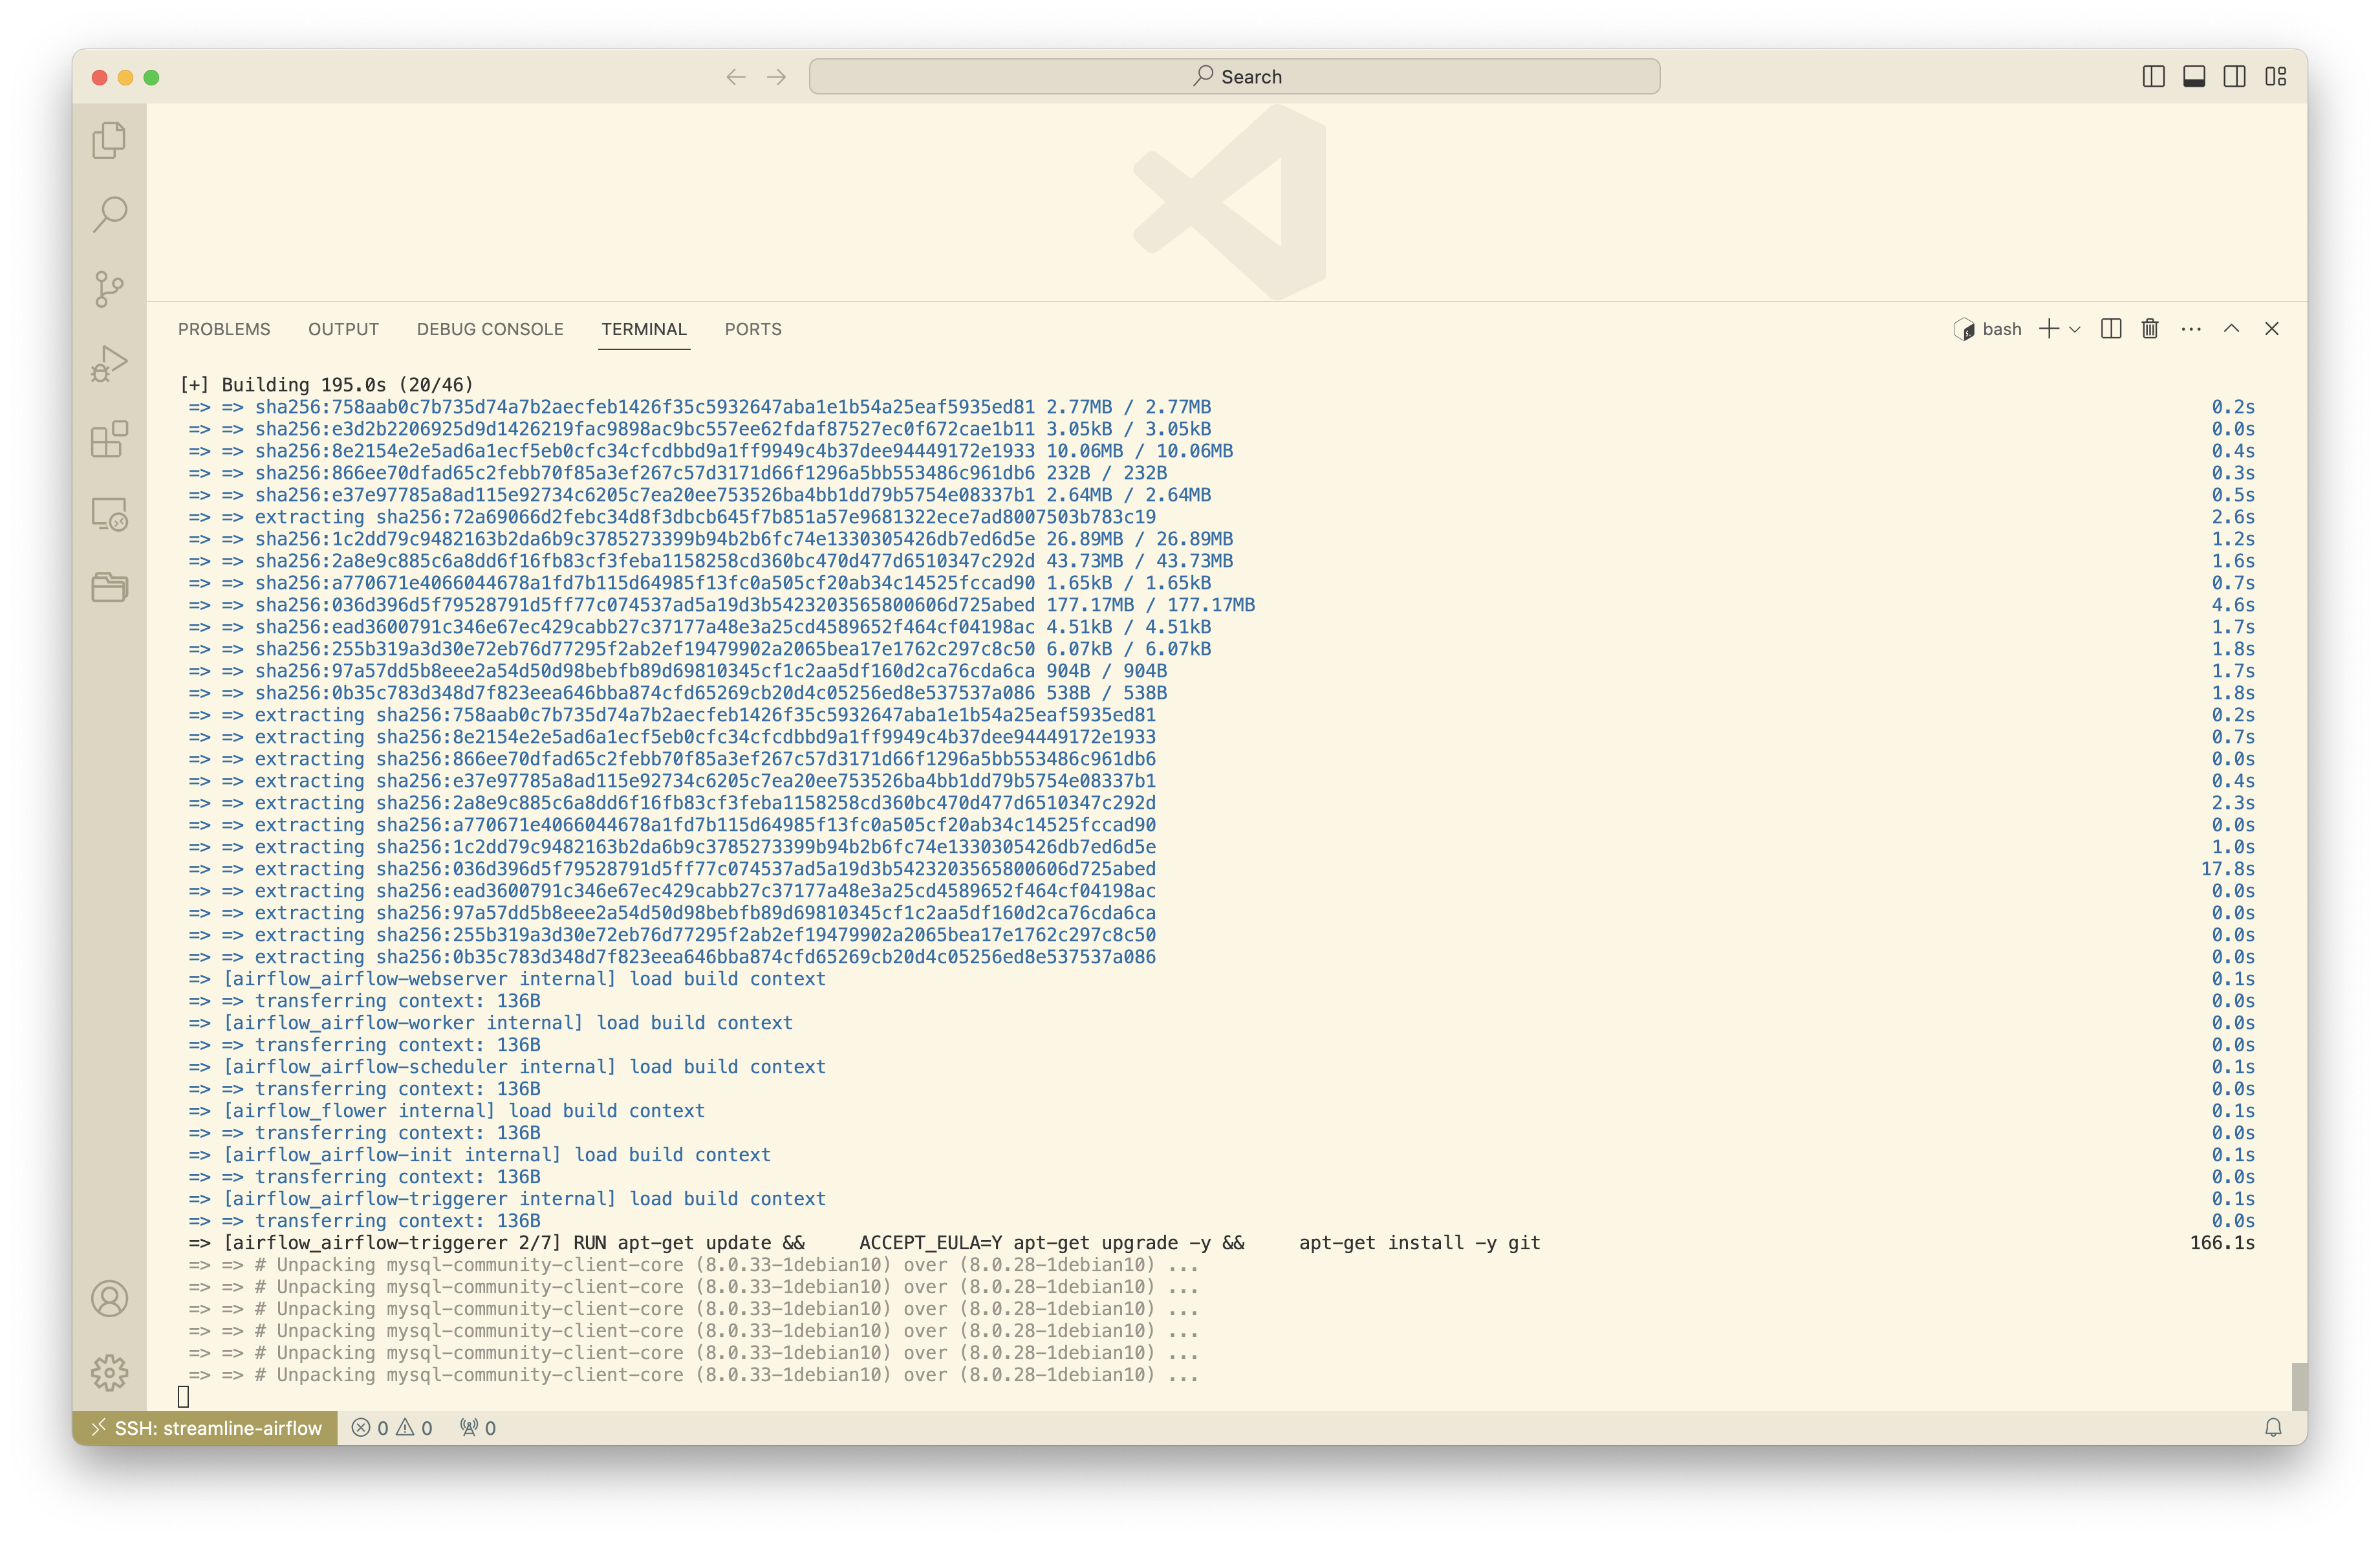 Search
PROBLEMS OUTPUT DEBUG CONSOLE TERMINAL PORTS bash
[+] Building 195.0s (20/46)
=> => sha256:758aab0c7b735d74a7b2aecfeb1426f35c5932647aba1e1b54a25eaf5935ed81 2.77MB / 2.77MB 0.2s
=> => sha256:e3d2b2206925d9d1426219fac9898ac9bc557ee62fdaf87527ec0f672cae1b11 3.05kB / 3.05kB 0.0s
=> => sha256:8e2154e2e5ad6a1ecf5eb0cfc34cfcdbbd9a1ff9949c4b37dee94449172e1933 10.06MB / 10.06MB 0.4s
=> => sha256:866ee70dfad65c2febb70f85a3ef267c57d3171d66f1296a5bb553486c961db6 232B / 232B 0.3s
=> => sha256:e37e97785a8ad115e92734c6205c7ea20ee753526ba4bb1dd79b5754e08337b1 2.64MB / 2.64MB 0.5s
=> => extracting sha256:72a69066d2febc34d8f3dbcb645f7b851a57e9681322ece7ad8007503b783c19 2.6s
=> => sha256:1c2dd79c9482163b2da6b9c3785273399b94b2b6fc74e1330305426db7ed6d5e 26.89MB / 26.89MB 1.2s
=> => sha256:2a8e9c885c6a8dd6f16fb83cf3feba1158258cd360bc470d477d6510347c292d 43.73MB / 43.73MB 1.6s
=> => sha256:a770671e4066044678a1fd7b115d64985f13fc0a505cf20ab34c14525fccad90 1.65kB / 1.65kB 0.7s
=> => sha256:036d396d5f79528791d5ff77c074537ad5a19d3b5423203565800606d725abed 177.17MB / 177.17MB 4.6s
=> => sha256:ead3600791c346e67ec429cabb27c37177a48e3a25cd4589652f464cf04198ac 4.51kB / 4.51kB 1.7s
=> => sha256:255b319a3d30e72eb76d77295f2ab2ef19479902a2065bea17e1762c297c8c50 6.07kB / 6.07kB 1.8s
=> => sha256:97a57dd5b8eee2a54d50d98bebfb89d69810345cf1c2aa5df160d2ca76cda6ca 904B / 904B 1.7s
=> => sha256:0b35c783d348d7f823eea646bba874cfd65269cb20d4c05256ed8e537537a086 538B / 538B 1.8s
=> => extracting sha256:758aab0c7b735d74a7b2aecfeb1426f35c5932647aba1e1b54a25eaf5935ed81 0.2s
=> => extracting sha256:8e2154e2e5ad6a1ecf5eb0cfc34cfcdbbd9a1ff9949c4b37dee94449172e1933 0.7s
=> => extracting sha256:866ee70dfad65c2febb70f85a3ef267c57d3171d66f1296a5bb553486c961db6 0.0s
=> => extracting sha256:e37e97785a8ad115e92734c6205c7ea20ee753526ba4bb1dd79b5754e08337b1 0.4s
=> => extracting sha256:2a8e9c885c6a8dd6f16fb83cf3feba1158258cd360bc470d477d6510347c292d 2.3s
=> => extracting sha256:a770671e4066044678a1fd7b115d64985f13fc0a505cf20ab34c14525fccad90 0.0s
=> => extracting sha256:1c2dd79c9482163b2da6b9c3785273399b94b2b6fc74e1330305426db7ed6d5e 1.0s
=> => extracting sha256:036d396d5f79528791d5ff77c074537ad5a19d3b5423203565800606d725abed 17.8s
=> => extracting sha256:ead3600791c346e67ec429cabb27c37177a48e3a25cd4589652f464cf04198ac 0.0s
=> => extracting sha256:97a57dd5b8eee2a54d50d98bebfb89d69810345cf1c2aa5df160d2ca76cda6ca 0.0s
=> => extracting sha256:255b319a3d30e72eb76d77295f2ab2ef19479902a2065bea17e1762c297c8c50 0.0s
=> => extracting sha256:0b35c783d348d7f823eea646bba874cfd65269cb20d4c05256ed8e537537a086 0.0s
=> [airflow_airflow-webserver internal] load build context 0.1s
=> => transferring context: 136B 0.0s
=> [airflow_airflow-worker internal] load build context 0.0s
=> => transferring context: 136B 0.0s
=> [airflow_airflow-scheduler internal] load build context 0.1s
=> => transferring context: 136B 0.0s
=> [airflow_flower internal] load build context 0.1s
=> => transferring context: 136B 0.0s
=> [airflow_airflow-init internal] load build context 0.1s
=> => transferring context: 136B 0.0s
=> [airflow_airflow-triggerer internal] load build context 0.1s
=> => transferring context: 136B 0.0s
=> [airflow_airflow-triggerer 2/7] RUN apt-get update &&     ACCEPT_EULA=Y apt-get upgrade -y &&     apt-get install -y git 166.1s
=> => # Unpacking mysql-community-client-core (8.0.33-1debian10) over (8.0.28-1debian10) ...
=> => # Unpacking mysql-community-client-core (8.0.33-1debian10) over (8.0.28-1debian10) ...
=> => # Unpacking mysql-community-client-core (8.0.33-1debian10) over (8.0.28-1debian10) ...
=> => # Unpacking mysql-community-client-core (8.0.33-1debian10) over (8.0.28-1debian10) ...
=> => # Unpacking mysql-community-client-core (8.0.33-1debian10) over (8.0.28-1debian10) ...
=> => # Unpacking mysql-community-client-core (8.0.33-1debian10) over (8.0.28-1debian10) ...
SSH: streamline-airflow 0 0 0